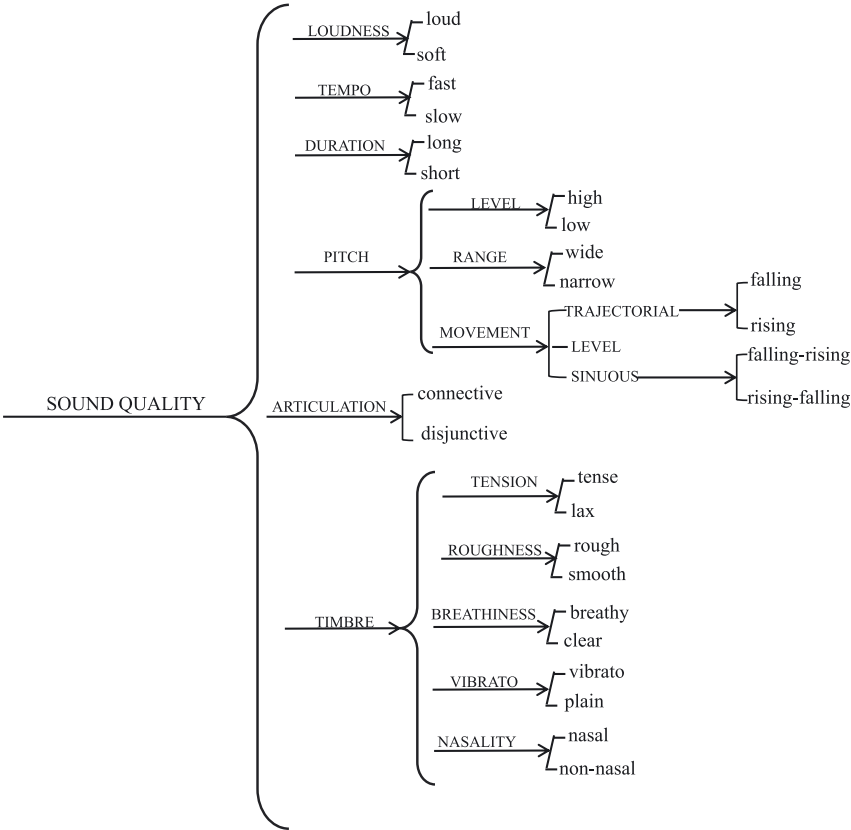 loud
LOUDNESS
soft
fast
TEMPO
slow
long
DURATION
short
high
LEVEL
low
wide
PITCH
RANGE
narrow
falling
TRAJECTORIAL
rising
MOVEMENT
LEVEL
falling-rising
SINUOUS
rising-falling
connective
SOUND QUALITY
ARTICULATION
disjunctive
tense
TENSION
lax
rough
ROUGHNESS
smooth
breathy
BREATHINESS
TIMBRE
clear
vibrato
VIBRATO
plain
nasal
NASALITY
non-nasal